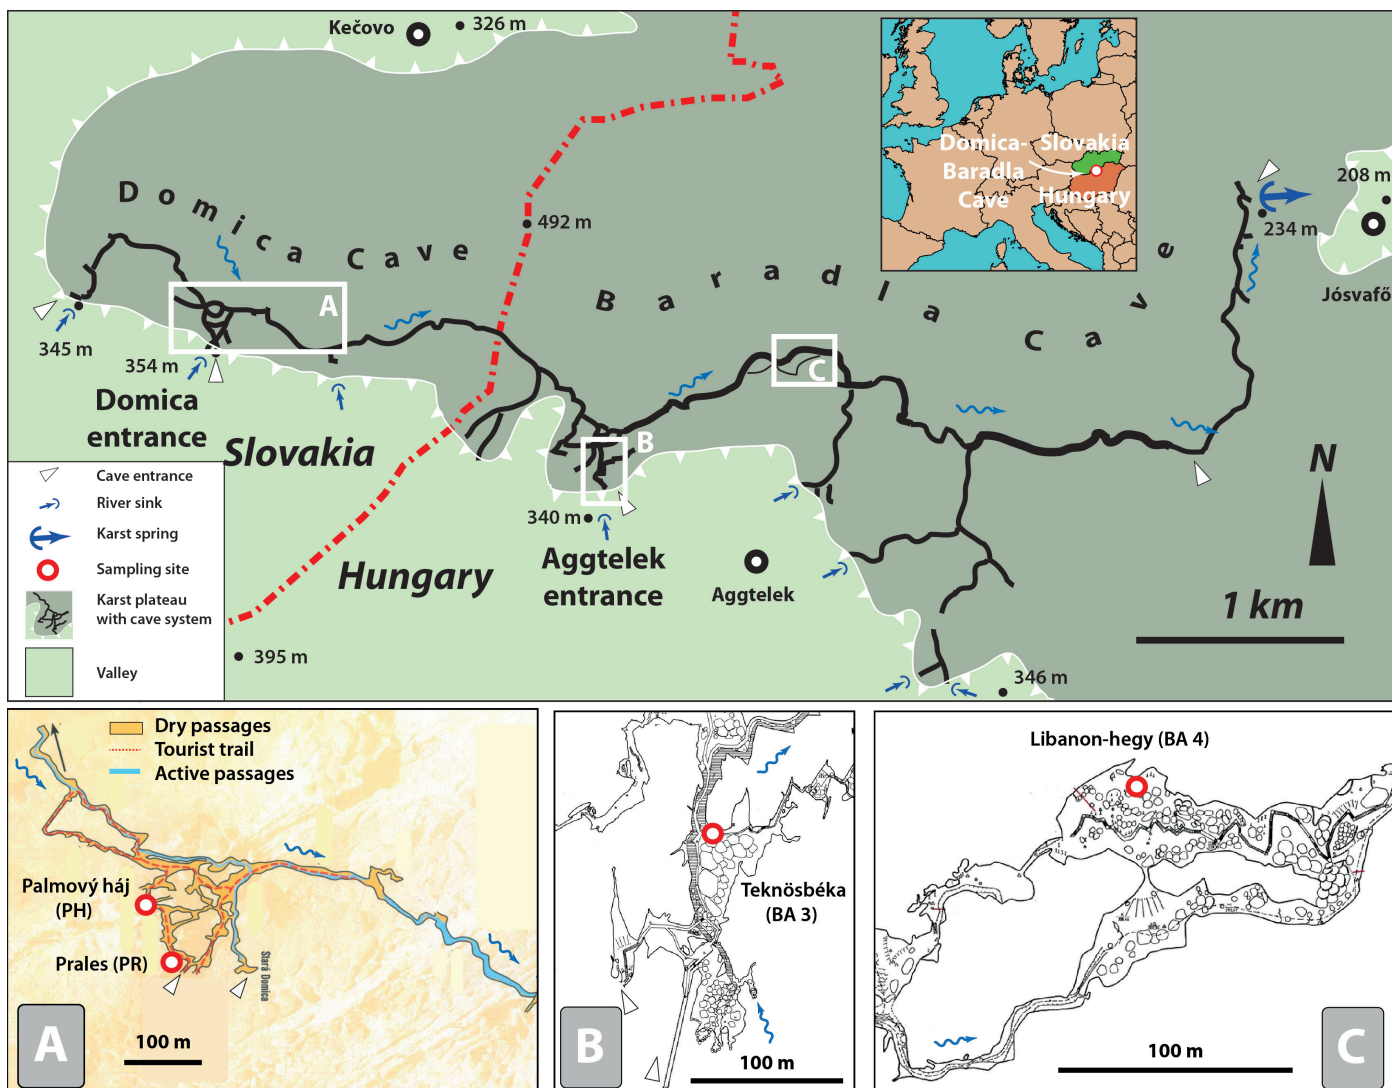 Kečovo
326 m
Domica-
Baradla
Cave
Slovakia
Hungary
208 m
234 m
Jósvafő
Domica Cave
492 m
Baradla Cave
A
345 m
354 m
Domica
entrance
Slovakia
C
B
340 m
Hungary
Aggtelek
entrance
Aggtelek
N
1 km
395 m
346 m
Cave entrance
River sink
Karst spring
Sampling site
Karst plateau
with cave system
Valley
Dry passages
Tourist trail
Active passages
Palmový háj
(PH)
Prales (PR)
Stará Domica
A
100 m
Teknösbéka
(BA 3)
B
100 m
Libanon-hegy (BA 4)
100 m
C